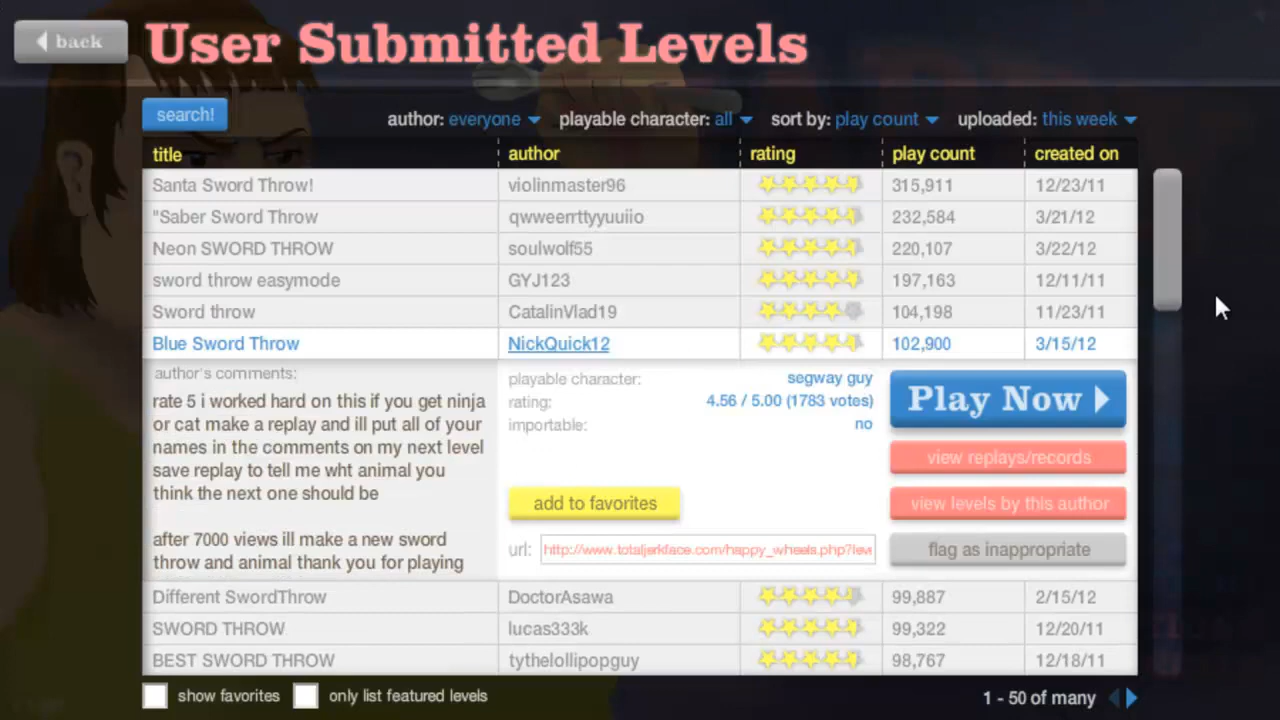 back
User Submitted Levels
search!
author: everyone playable character: all sort by: play count uploaded: this week
title author rating play count created on
Santa Sword Throw! violinmaster96 315,911 12/23/11
"Saber Sword Throw qwweerrttyyuuiio 232,584 3/21/12
Neon SWORD THROW soulwolf55 220,107 3/22/12
sword throw easymode GYJ123 197,163 12/11/11
Sword throw CatalinVlad19 104,198 11/23/11
Blue Sword Throw NickQuick12 102,900 3/15/12
author's comments:
rate 5 i worked hard on this if you get ninja
or cat make a replay and ill put all of your
names in the comments on my next level
save replay to tell me wht animal you
think the next one should be
after 7000 views ill make a new sword
throw and animal thank you for playing
playable character: segway guy
rating: 4.56 / 5.00 (1783 votes)
importable: no
add to favorites
url: http://www.totaljerkface.com/happy_wheels.php?leve
Play Now
view replays/records
view levels by this author
flag as inappropriate
Different SwordThrow DoctorAsawa 99,887 2/15/12
SWORD THROW lucas333k 99,322 12/20/11
BEST SWORD THROW tythelollipopguy 98,767 12/18/11
show favorites only list featured levels 1 - 50 of many